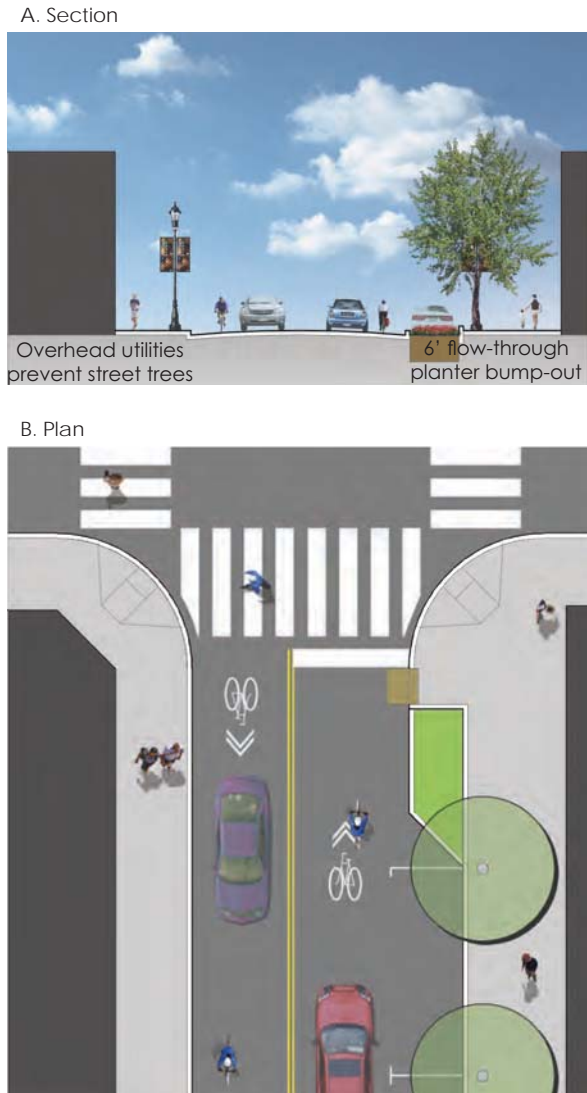 A. Section
Overhead utilities
prevent street trees
6’ flow-through
planter bump-out
B. Plan